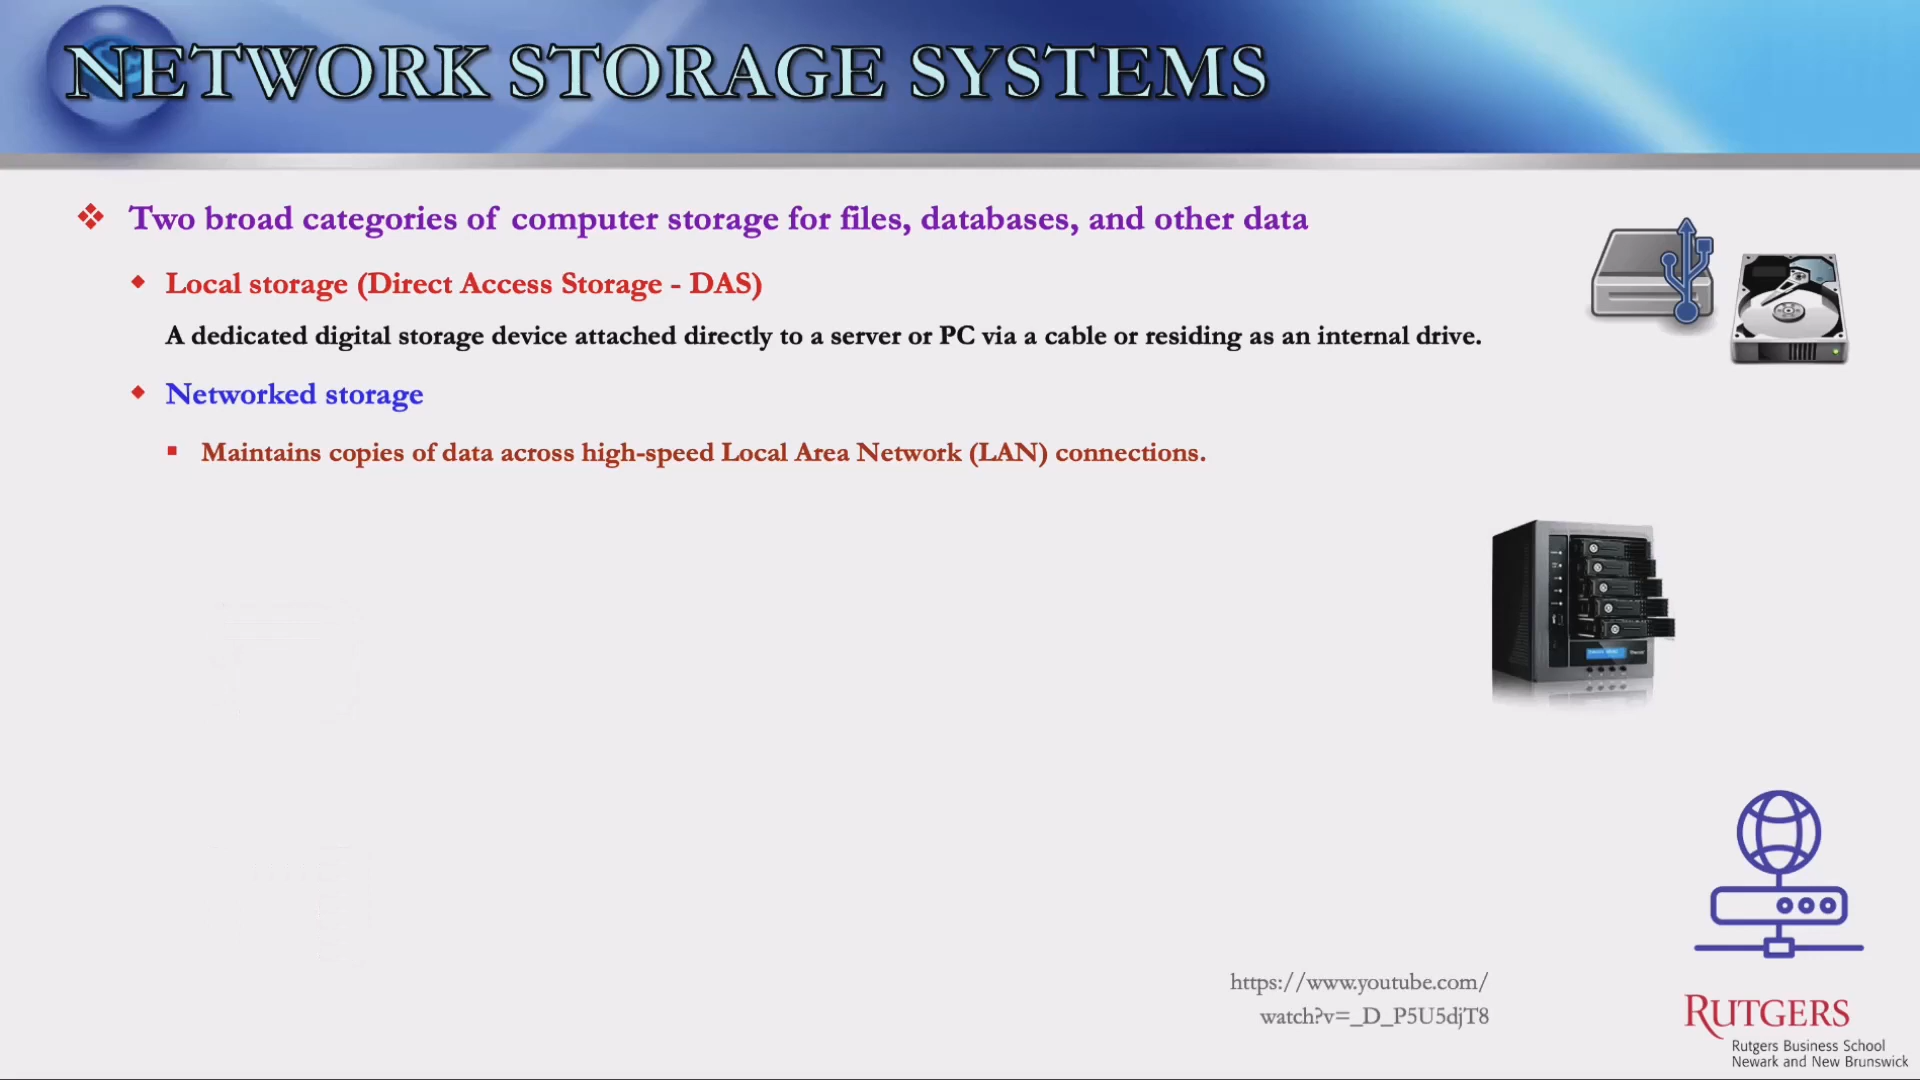 NETWORK STORAGE SYSTEMS
Two broad categories of computer storage for files, databases, and other data
Local storage (Direct Access Storage - DAS)
A dedicated digital storage device attached directly to a server or PC via a cable or residing as an internal drive.
Networked storage
Maintains copies of data across high-speed Local Area Network (LAN) connections.
https://www.youtube.com/
watch?v=_D_P5U5djT8
RUTGERS
Rutgers Business School
Newark and New Brunswick